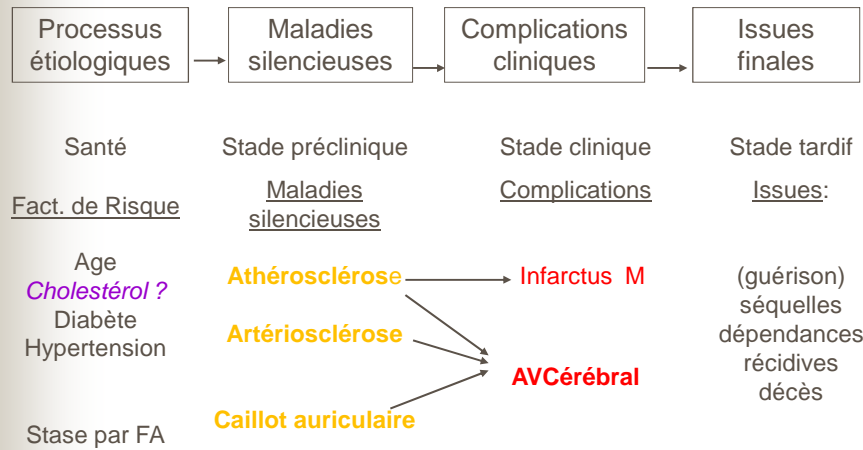 Processus
étiologiques
Maladies
silencieuses
Complications
cliniques
Issues
finales
Santé
Stade préclinique
Stade clinique
Stade tardif
Fact. de Risque
Maladies
silencieuses
Complications
Issues:
Age
Cholestérol ?
Diabète
Hypertension
Stase par FA
Athérosclérose
Artériosclérose
Caillot auriculaire
Infarctus M
AVCérébral
(guérison)
séquelles
dépendances
récidives
décès